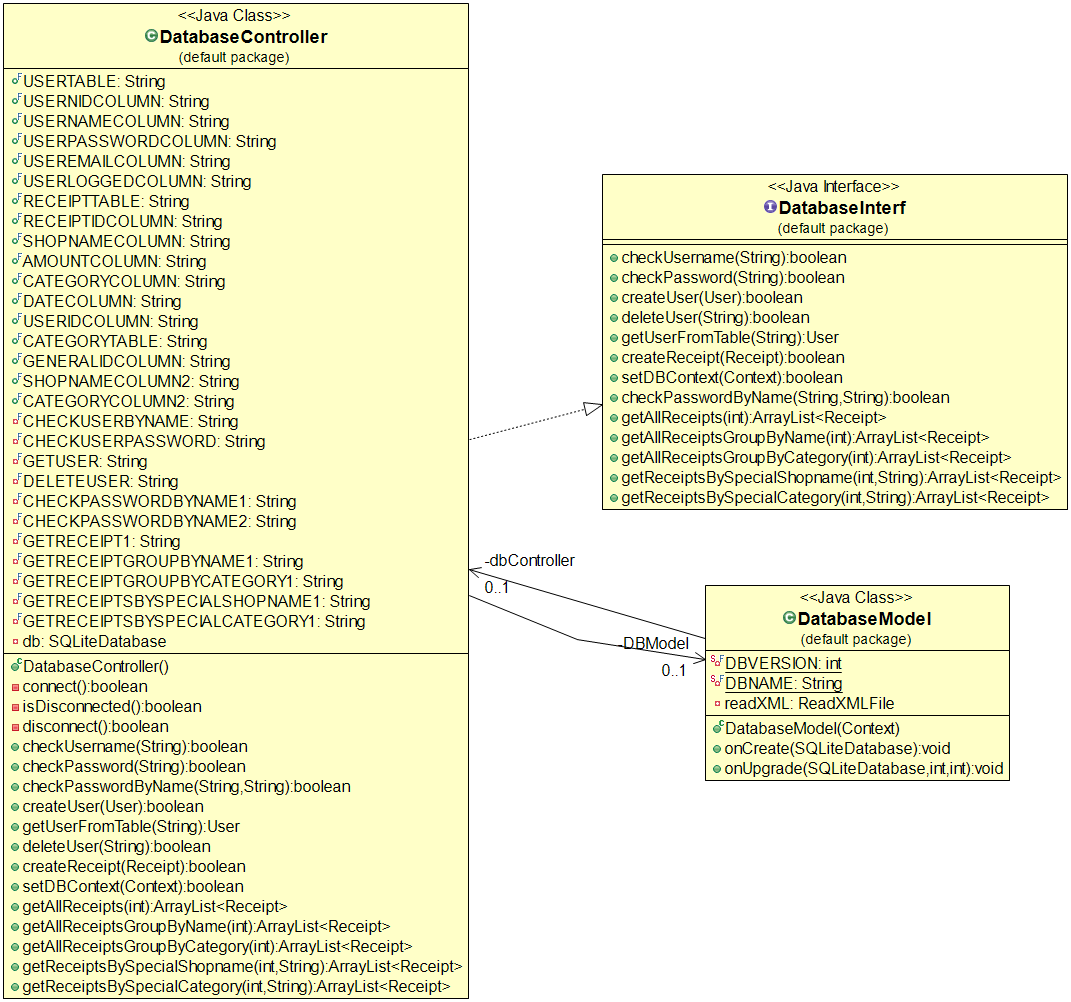 <<Java Class>>
DatabaseController
(default package)
USERTABLE: String
USERNIDCOLUMN: String
USERNAMECOLUMN: String
USERPASSWORDCOLUMN: String
USEREMAILCOLUMN: String
USERLOGGEDCOLUMN: String
RECEIPTTABLE: String
RECEIPTIDCOLUMN: String
SHOPNAMECOLUMN: String
AMOUNTCOLUMN: String
CATEGORYCOLUMN: String
DATECOLUMN: String
USERIDCOLUMN: String
CATEGORYTABLE: String
GENERALIDCOLUMN: String
SHOPNAMECOLUMN2: String
CATEGORYCOLUMN2: String
CHECKUSERBYNAME: String
CHECKUSERPASSWORD: String
GETUSER: String
DELETEUSER: String
CHECKPASSWORDBYNAME1: String
CHECKPASSWORDBYNAME2: String
GETRECEIPT1: String
GETRECEIPTGROUPBYNAME1: String
GETRECEIPTGROUPBYCATEGORY1: String
GETRECEIPTSBYSPECIALSHOPNAME1: String
GETRECEIPTSBYSPECIALCATEGORY1: String
db: SQLiteDatabase
DatabaseController()
connect():boolean
isDisconnected():boolean
disconnect():boolean
checkUsername(String):boolean
checkPassword(String):boolean
checkPasswordByName(String,String):boolean
createUser(User):boolean
getUserFromTable(String):User
deleteUser(String):boolean
createReceipt(Receipt):boolean
setDBContext(Context):boolean
getAllReceipts(int):ArrayList<Receipt>
getAllReceiptsGroupByName(int):ArrayList<Receipt>
getAllReceiptsGroupByCategory(int):ArrayList<Receipt>
getReceiptsBySpecialShopname(int,String):ArrayList<Receipt>
getReceiptsBySpecialCategory(int,String):ArrayList<Receipt>
<<Java Interface>>
DatabaseInterf
(default package)
checkUsername(String):boolean
checkPassword(String):boolean
createUser(User):boolean
deleteUser(String):boolean
getUserFromTable(String):User
createReceipt(Receipt):boolean
setDBContext(Context):boolean
checkPasswordByName(String,String):boolean
getAllReceipts(int):ArrayList<Receipt>
getAllReceiptsGroupByName(int):ArrayList<Receipt>
getAllReceiptsGroupByCategory(int):ArrayList<Receipt>
getReceiptsBySpecialShopname(int,String):ArrayList<Receipt>
getReceiptsBySpecialCategory(int,String):ArrayList<Receipt>
-dbController
0..1
-DBModel
0..1
<<Java Class>>
DatabaseModel
(default package)
DBVERSION: int
DBNAME: String
readXML: ReadXMLFile
DatabaseModel(Context)
onCreate(SQLiteDatabase):void
onUpgrade(SQLiteDatabase,int,int):void